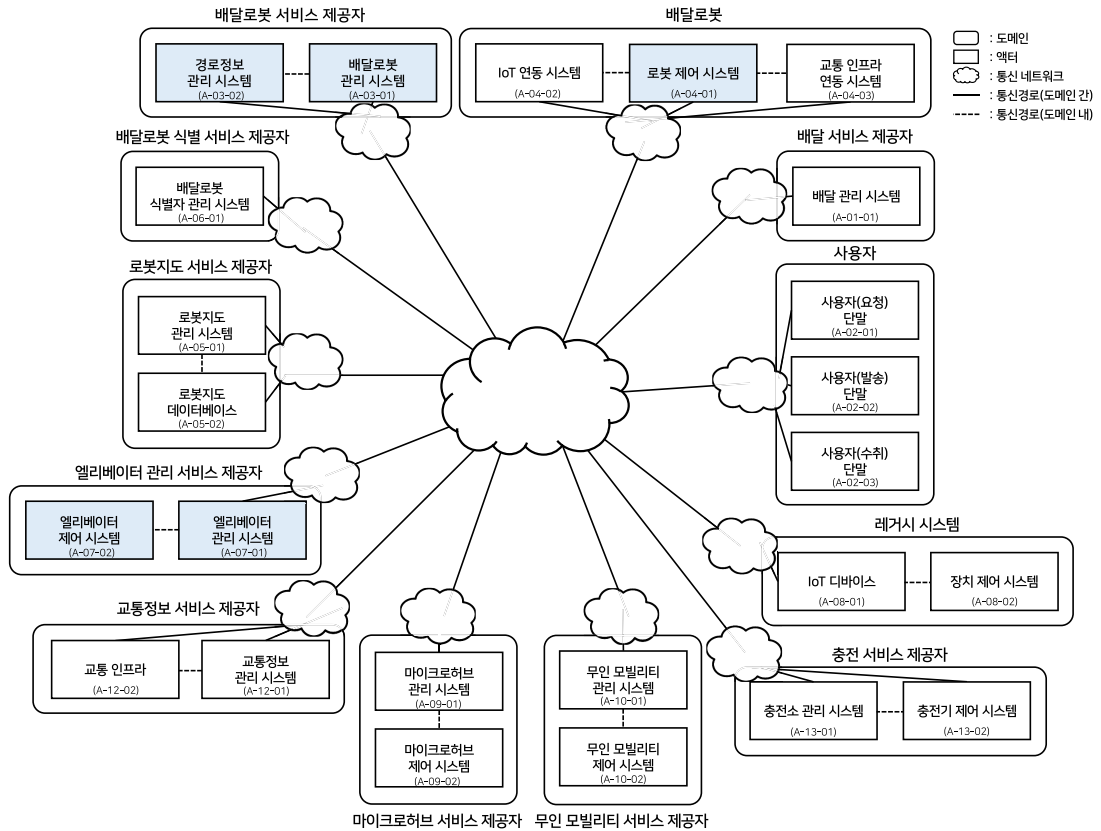 배달로봇 서비스 제공자
경로정보
관리 시스템
(A-03-02)
배달로봇
관리 시스템
(A-03-01)
배달로봇
IoT 연동 시스템
(A-04-02)
로봇 제어 시스템
(A-04-01)
교통 인프라
연동 시스템
(A-04-03)
: 도메인
: 액터
: 통신 네트워크
: 통신경로(도메인 간)
: 통신경로(도메인 내)
배달로봇 식별 서비스 제공자
배달로봇
식별자 관리 시스템
(A-06-01)
배달 서비스 제공자
배달 관리 시스템
(A-01-01)
로봇지도 서비스 제공자
로봇지도
관리 시스템
(A-05-01)
로봇지도
데이터베이스
(A-05-02)
사용자
사용자(요청)
단말
(A-02-01)
사용자(발송)
단말
(A-02-02)
사용자(수취)
단말
(A-02-03)
엘리베이터 관리 서비스 제공자
엘리베이터
제어 시스템
(A-07-02)
엘리베이터
관리 시스템
(A-07-01)
레거시 시스템
IoT 디바이스
(A-08-01)
장치 제어 시스템
(A-08-02)
교통정보 서비스 제공자
교통 인프라
(A-12-02)
교통정보
관리 시스템
(A-12-01)
마이크로허브
관리 시스템
(A-09-01)
마이크로허브
제어 시스템
(A-09-02)
마이크로허브 서비스 제공자
무인 모빌리티
관리 시스템
(A-10-01)
무인 모빌리티
제어 시스템
(A-10-02)
무인 모빌리티 서비스 제공자
충전 서비스 제공자
충전소 관리 시스템
(A-13-01)
충전기 제어 시스템
(A-13-02)